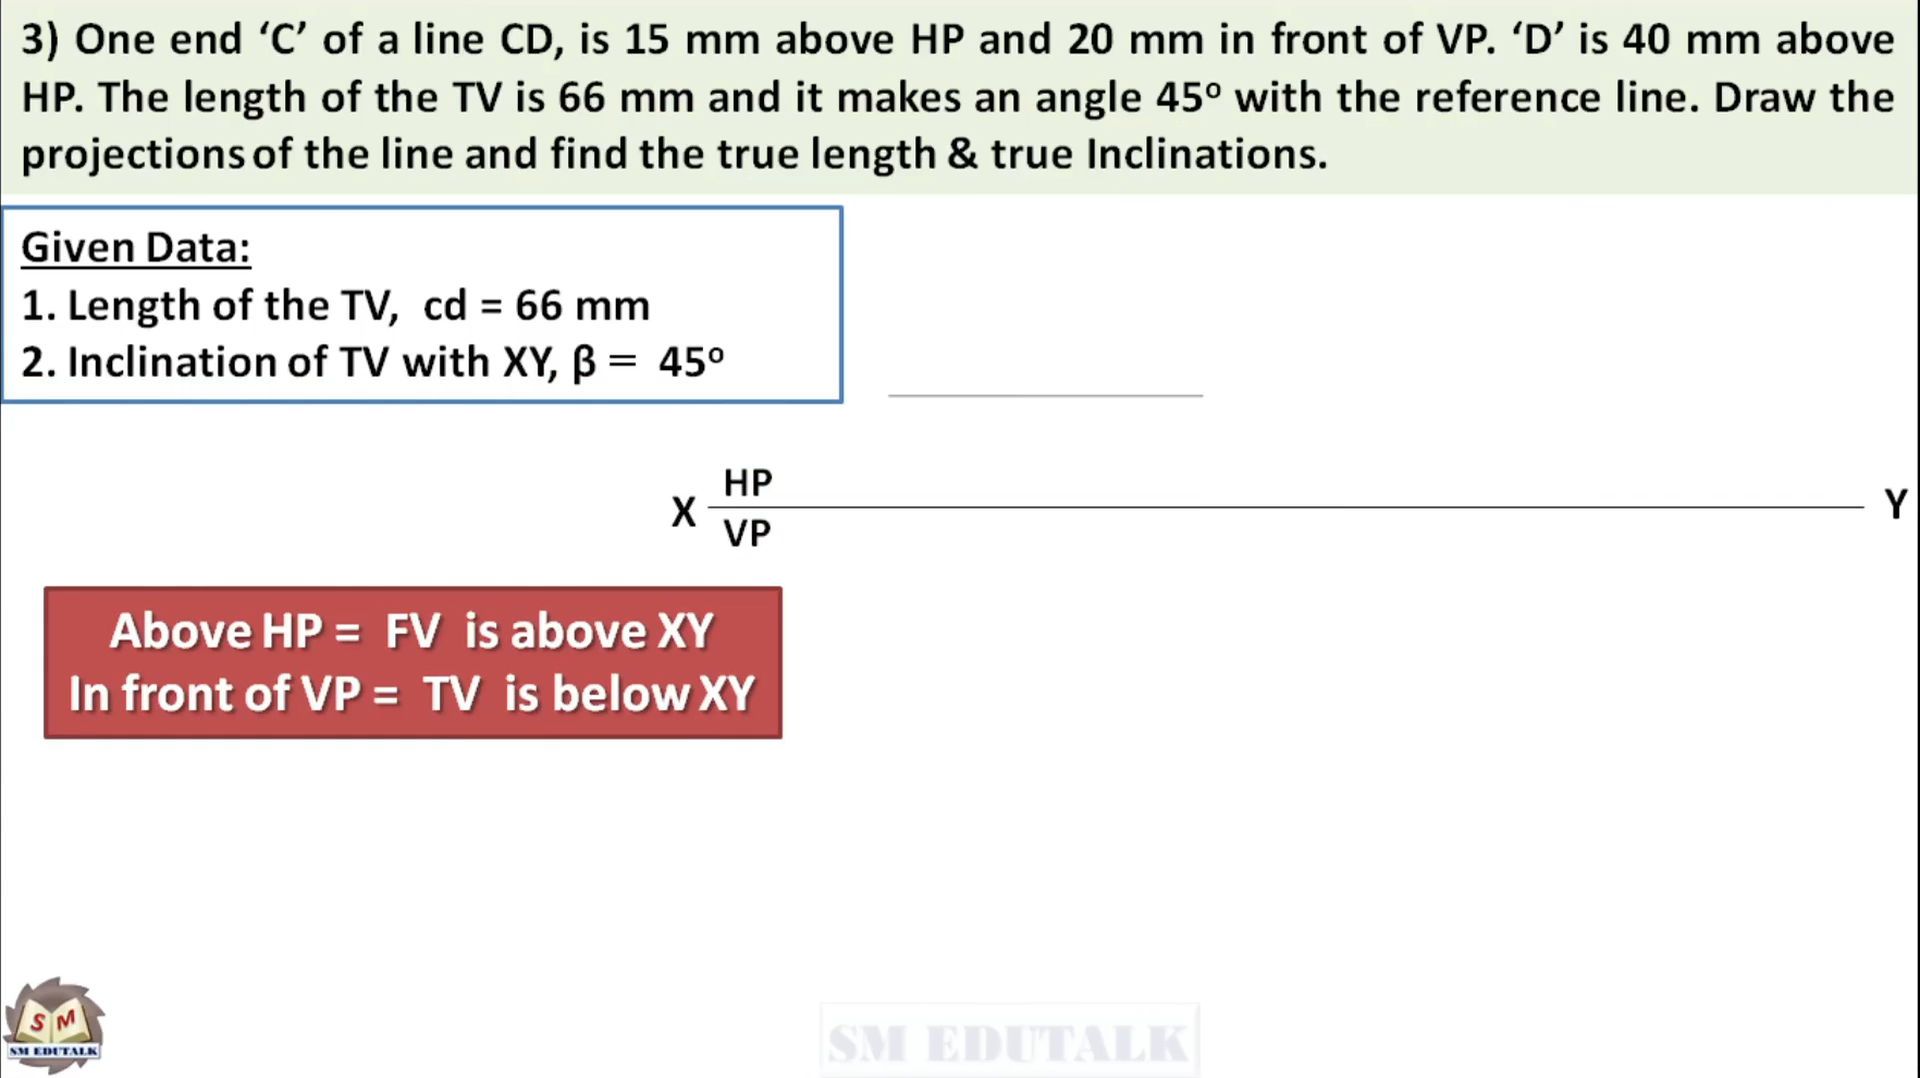 3) One end ‘C’ of a line CD, is 15 mm above HP and 20 mm in front of VP. ‘D’ is 40 mm above
HP. The length of the TV is 66 mm and it makes an angle 45º with the reference line. Draw the
projections of the line and find the true length & true Inclinations.
Given Data:
1. Length of the TV, cd = 66 mm
2. Inclination of TV with XY, β = 45º
HP
X
Y
VP
Above HP = FV is above XY
In front of VP = TV is below XY
S M
SM EDUTALK
SM EDUTALK